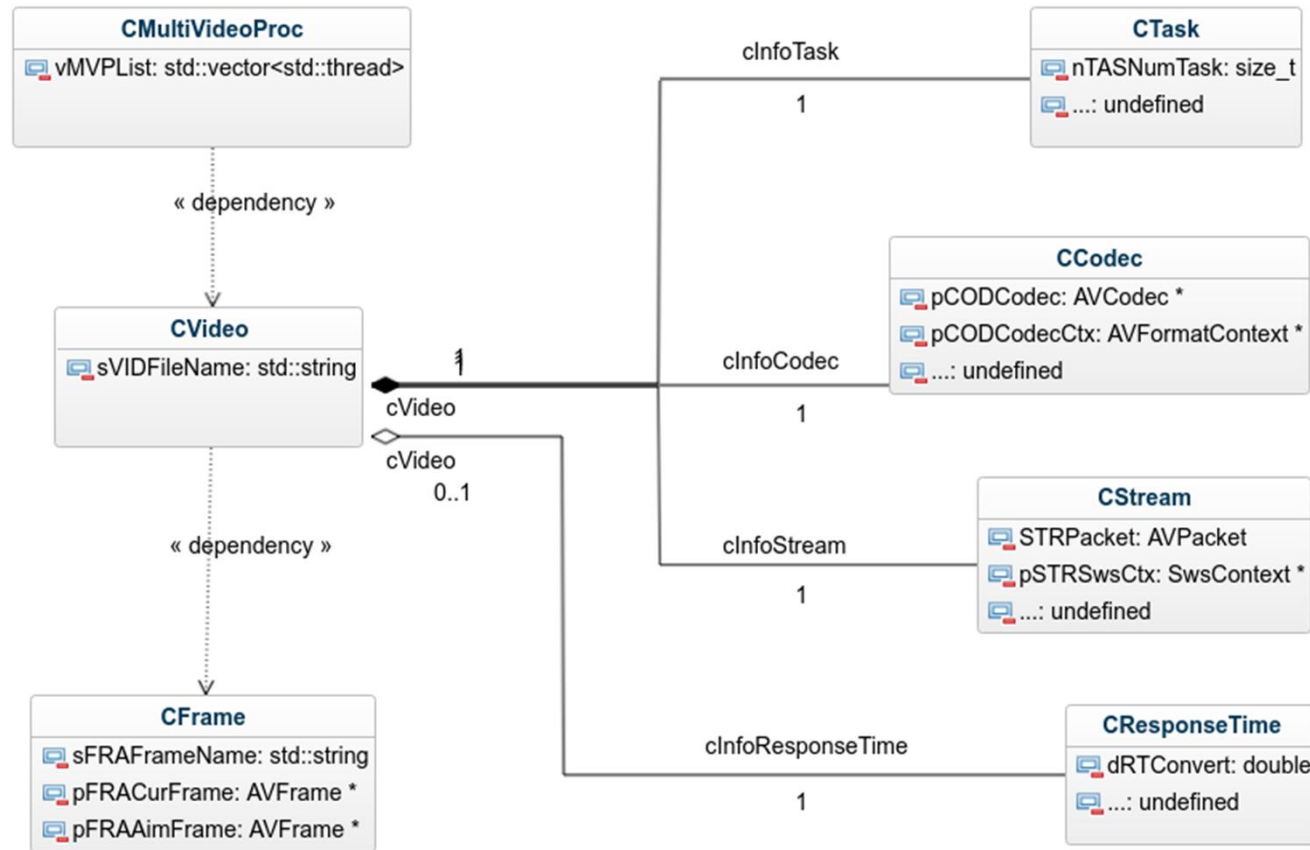 CMultiVideoProc
vMVPList: std::vector<std::thread>
« dependency »
CVideo
sVIDFileName: std::string
1
cVideo
cVideo
0..1
« dependency »
CFrame
sFRAFrameName: std::string
pFRACurFrame: AVFrame *
pFRAAimFrame: AVFrame *
cInfoTask
1
CTask
nTASNumTask: size_t
...: undefined
cInfoCodec
1
CCodec
pCODCodec: AVCodec *
pCODCodecCtx: AVFormatContext *
...: undefined
cInfoStream
1
CStream
STRPacket: AVPacket
pSTRSwsCtx: SwsContext *
...: undefined
cInfoResponseTime
1
CResponseTime
dRTConvert: double
...: undefined